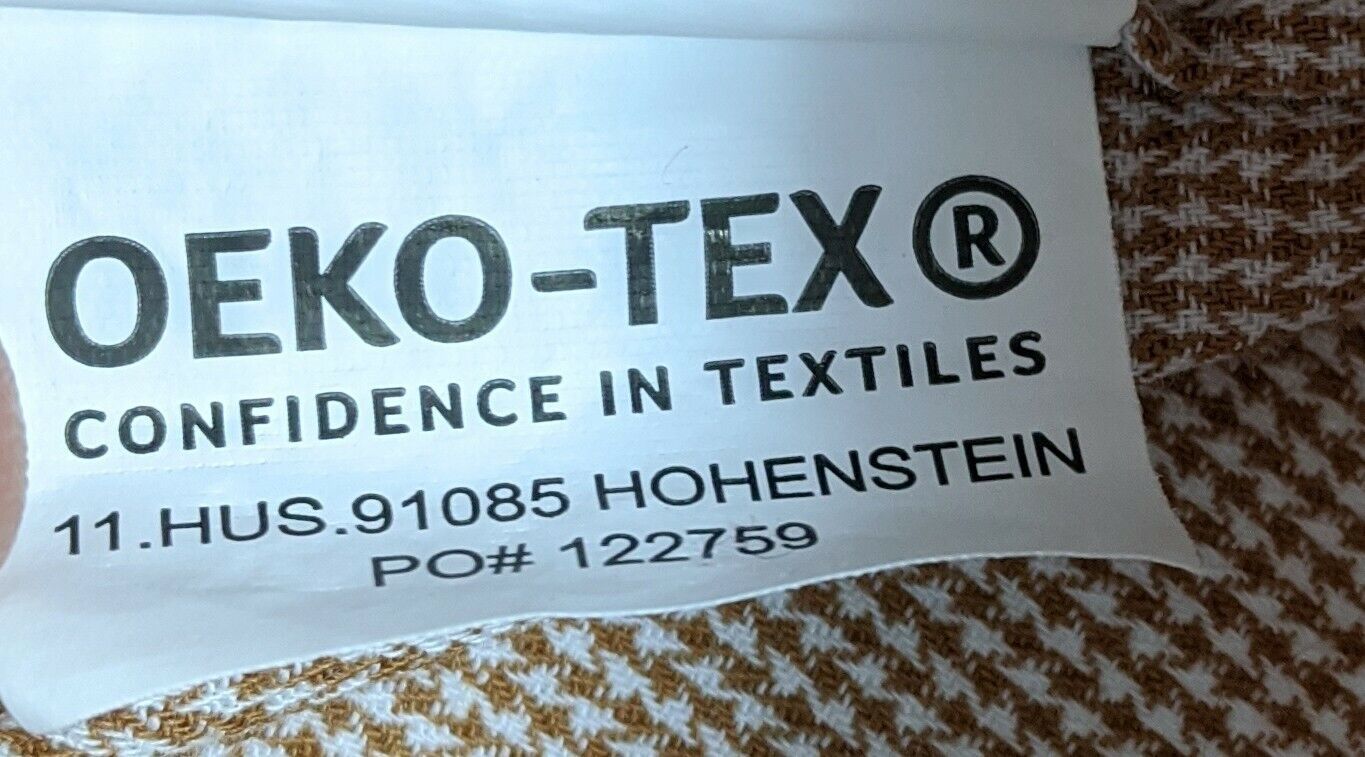 OEKO-TEX®
CONFIDENCE IN TEXTILES
11.HUS.91085 HOHENSTEIN
PO# 122759